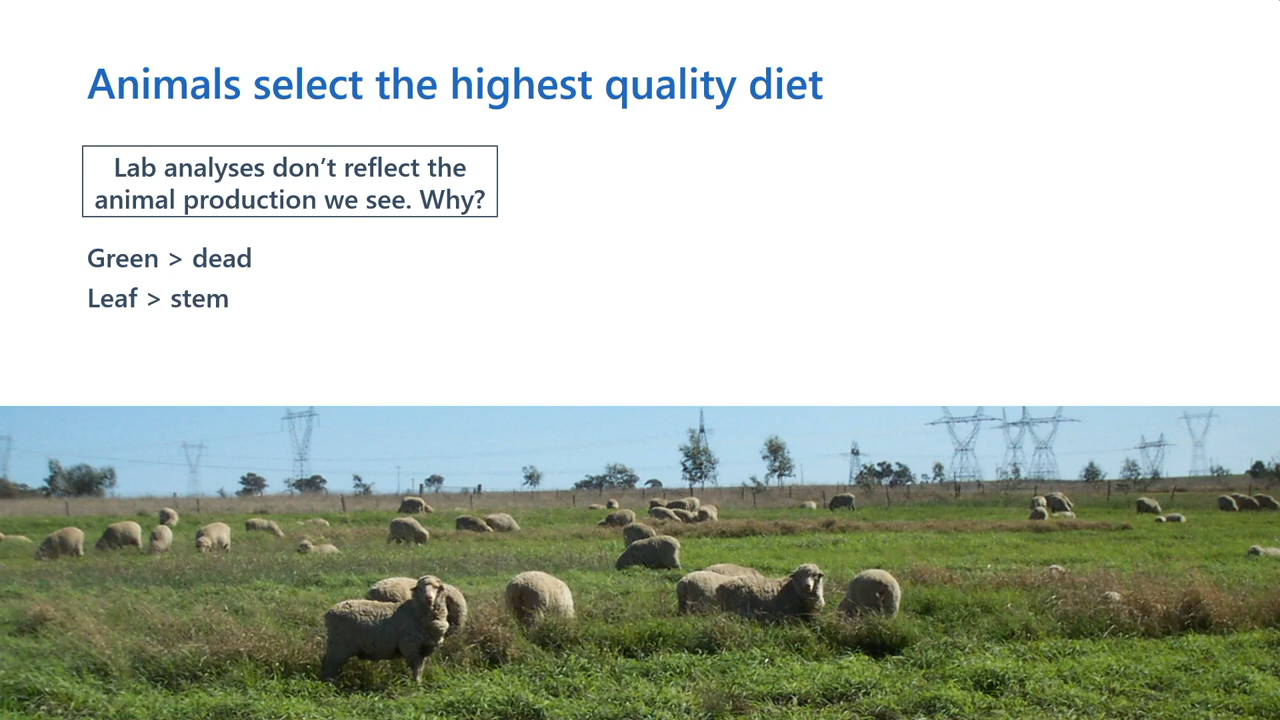 Animals select the highest quality diet
Lab analyses don’t reflect the
animal production we see. Why?
Green > dead
Leaf > stem